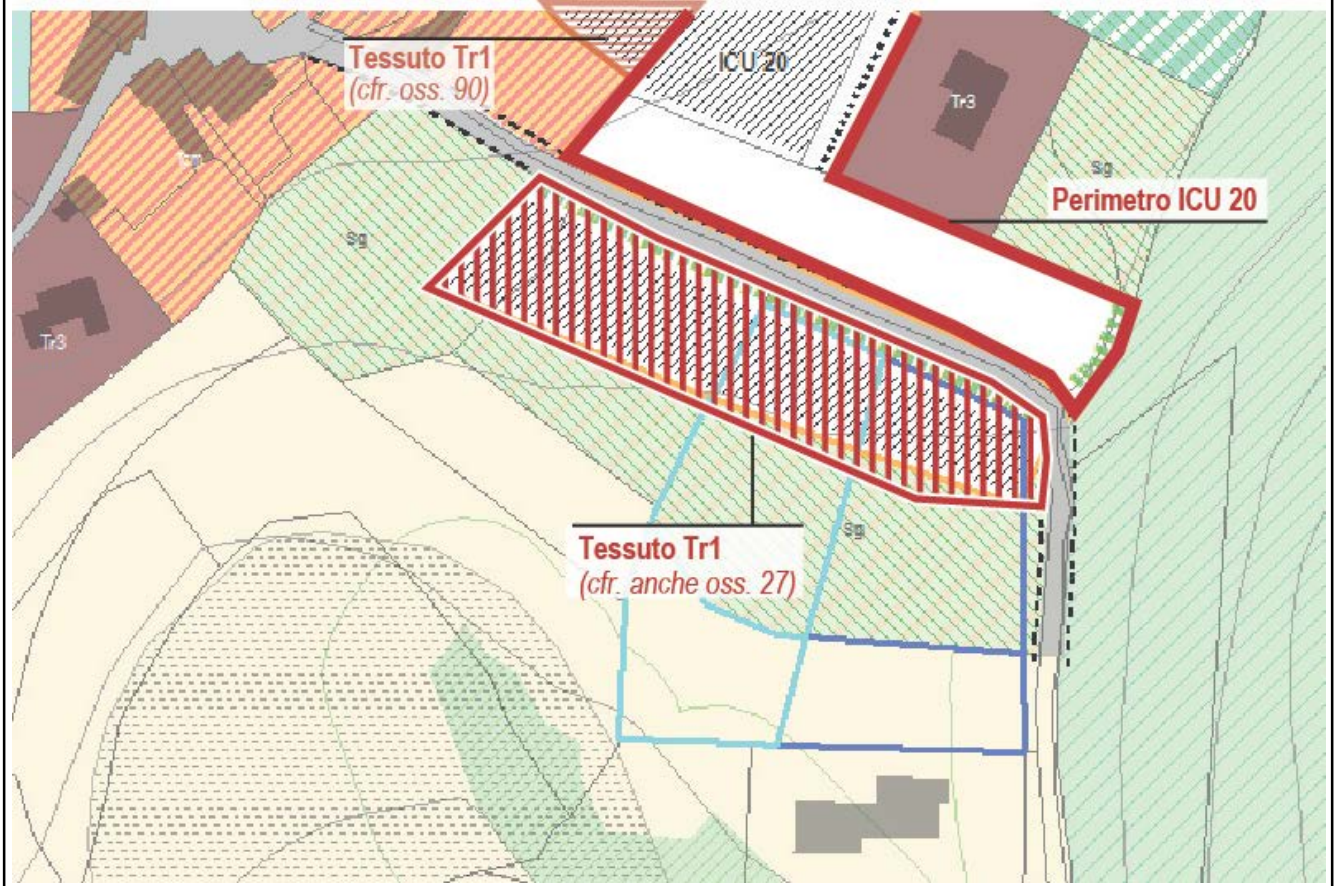 Tessuto Tr1
(cfr. oss. 90)
ICU 20
Tr3
Sg
Perimetro ICU 20
Sg
Tr3
Tessuto Tr1
(cfr. anche oss. 27)
Sg